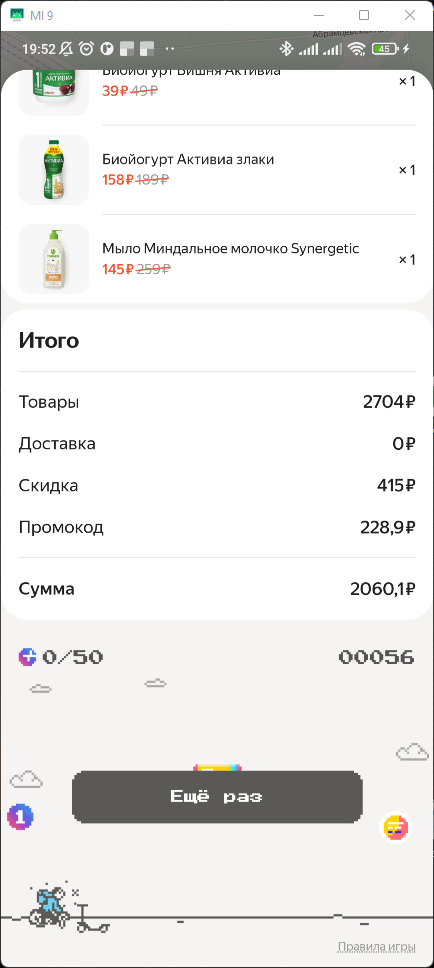 MI 9
19:52
45
Биойогурт Вишня Активиа
39₽ 49₽
× 1
Биойогурт Активиа злаки
158₽ 189₽
× 1
Мыло Миндальное молочко Synergetic
145₽ 259₽
× 1
Итого
Товары 2704₽
Доставка 0₽
Скидка 415₽
Промокод 228,9₽
Сумма 2060,1₽
0/50 00056
Ещё раз
1
Правила игры